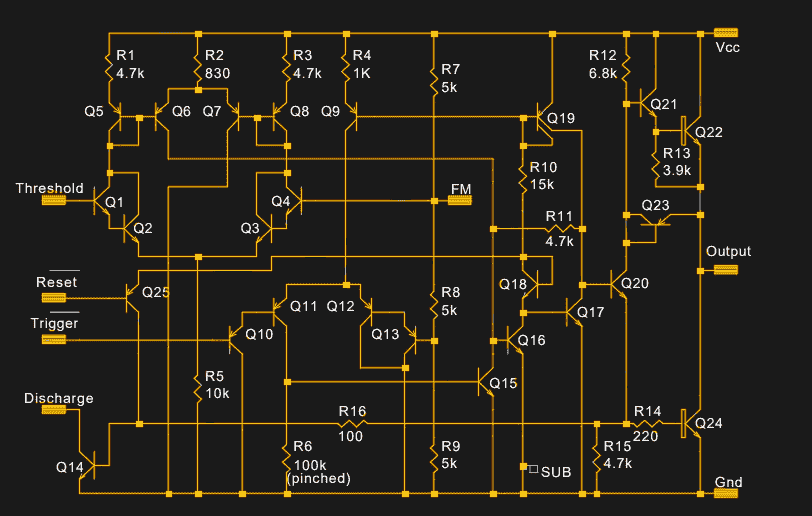 R1
4.7k
R2
830
R3
4.7k
R4
1K
R7
5k
R12
6.8k
Vcc
Q5
Q6
Q7
Q8
Q9
Q19
Q21
Q22
R10
15k
R13
3.9k
Threshold
Q1
Q2
Q4
Q3
FM
R11
4.7k
Q23
Output
Reset
Q25
Trigger
Q11
Q12
Q10
Q13
R8
5k
Q18
Q17
Q20
Q16
R5
10k
Q15
Discharge
Q14
R16
100
R14
220
Q24
R6
100k
(pinched)
R9
5k
SUB
R15
4.7k
Gnd